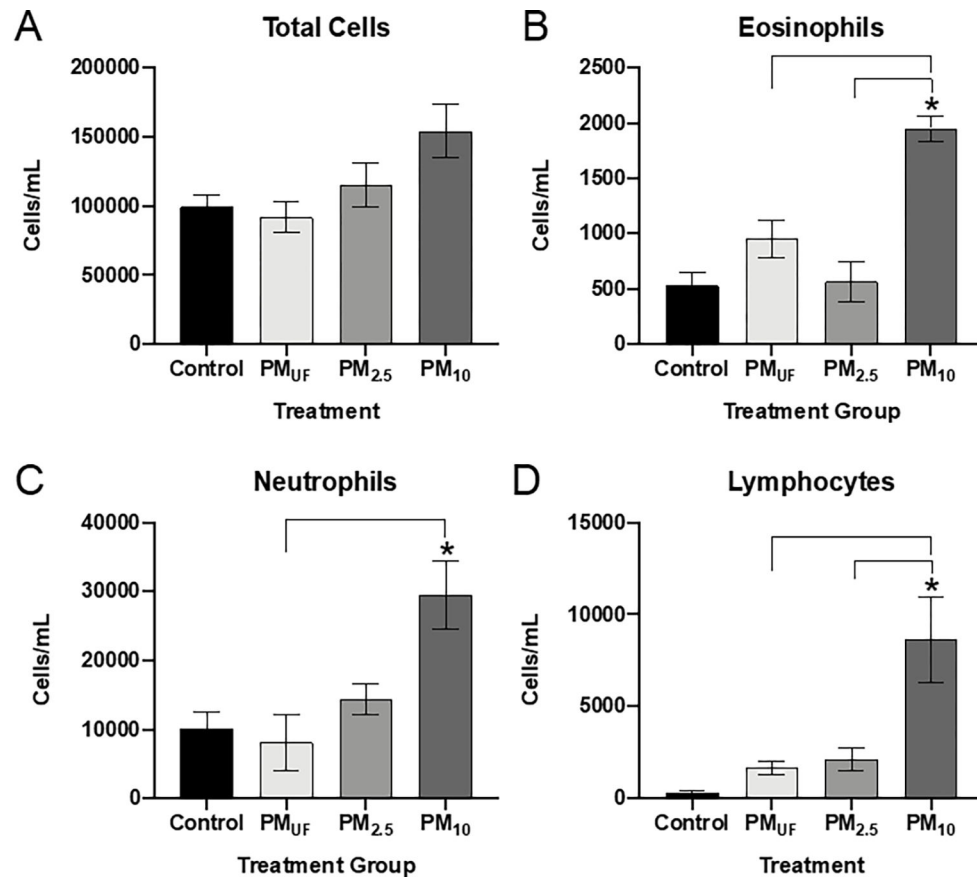 A
Total Cells
200000
150000
100000
50000
0
Cells/mL
Control PMUF PM2.5 PM10
Treatment
B
Eosinophils
2500
2000
1500
1000
500
0
Cells/mL
*
Control PMUF PM2.5 PM10
Treatment Group
C
Neutrophils
40000
30000
20000
10000
0
Cells/mL
*
Control PMUF PM2.5 PM10
Treatment Group
D
Lymphocytes
15000
10000
5000
0
Cells/mL
*
Control PMUF PM2.5 PM10
Treatment